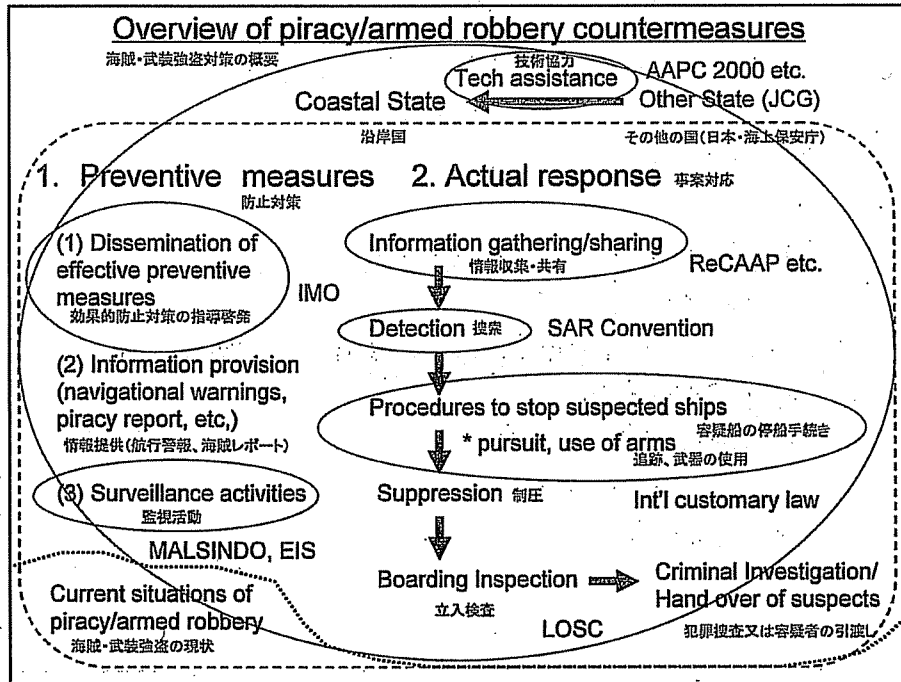 Overview of piracy/armed robbery countermeasures
海賊・武装強盗対策の概要
技術協力
Tech assistance
AAPC 2000 etc.
Coastal State
Other State (JCG)
沿岸国
その他の国(日本・海上保安庁)
1. Preventive measures
防止対策
2. Actual response 事案対応
(1) Dissemination of
effective preventive
measures
効果的防止対策の指導啓発
IMO
(2) Information provision
(navigational warnings,
piracy report, etc,)
情報提供(航行警報、海賊レポート)
(3) Surveillance activities
監視活動
MALSINDO, EIS
Current situations of
piracy/armed robbery
海賊・武装強盗の現状
Information gathering/sharing
情報収集・共有
ReCAAP etc.
Detection 捜索
SAR Convention
Procedures to stop suspected ships
容疑船の停船手続き
* pursuit, use of arms
追跡、武器の使用
Suppression 制圧
Int'l customary law
Boarding Inspection
立入検査
Criminal Investigation/
Hand over of suspects
犯罪捜査又は容疑者の引渡し
LOSC